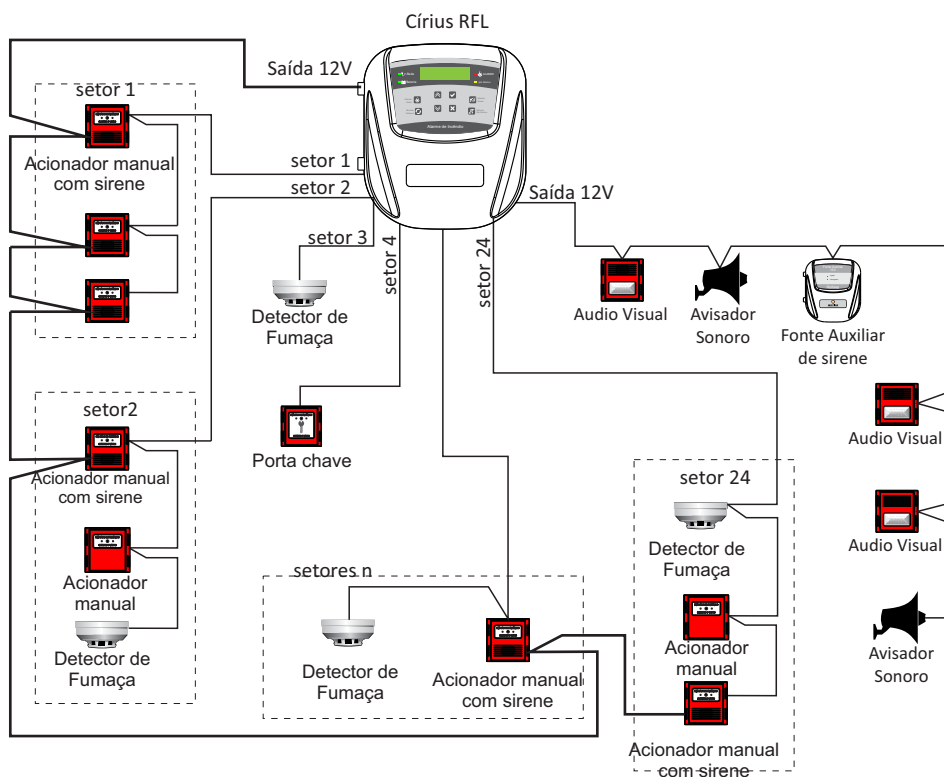 Círius RFL
Saída 12V
setor 1
Alarme de Incêndio
Acionador manual
com sirene
setor 1
setor 2
Saída 12V
setor 3
setor 4
setor 24
Detector de
Fumaça
Audio Visual
Avisador
Sonoro
Fonte Auxiliar
de sirene
setor2
Acionador manual
com sirene
Porta chave
Audio Visual
setor 24
Acionador
manual
Detector de
Fumaça
Audio Visual
setores n
Detector de
Fumaça
Acionador
manual
Detector de
Fumaça
Acionador manual
com sirene
Avisador
Sonoro
Acionador manual
com sirene